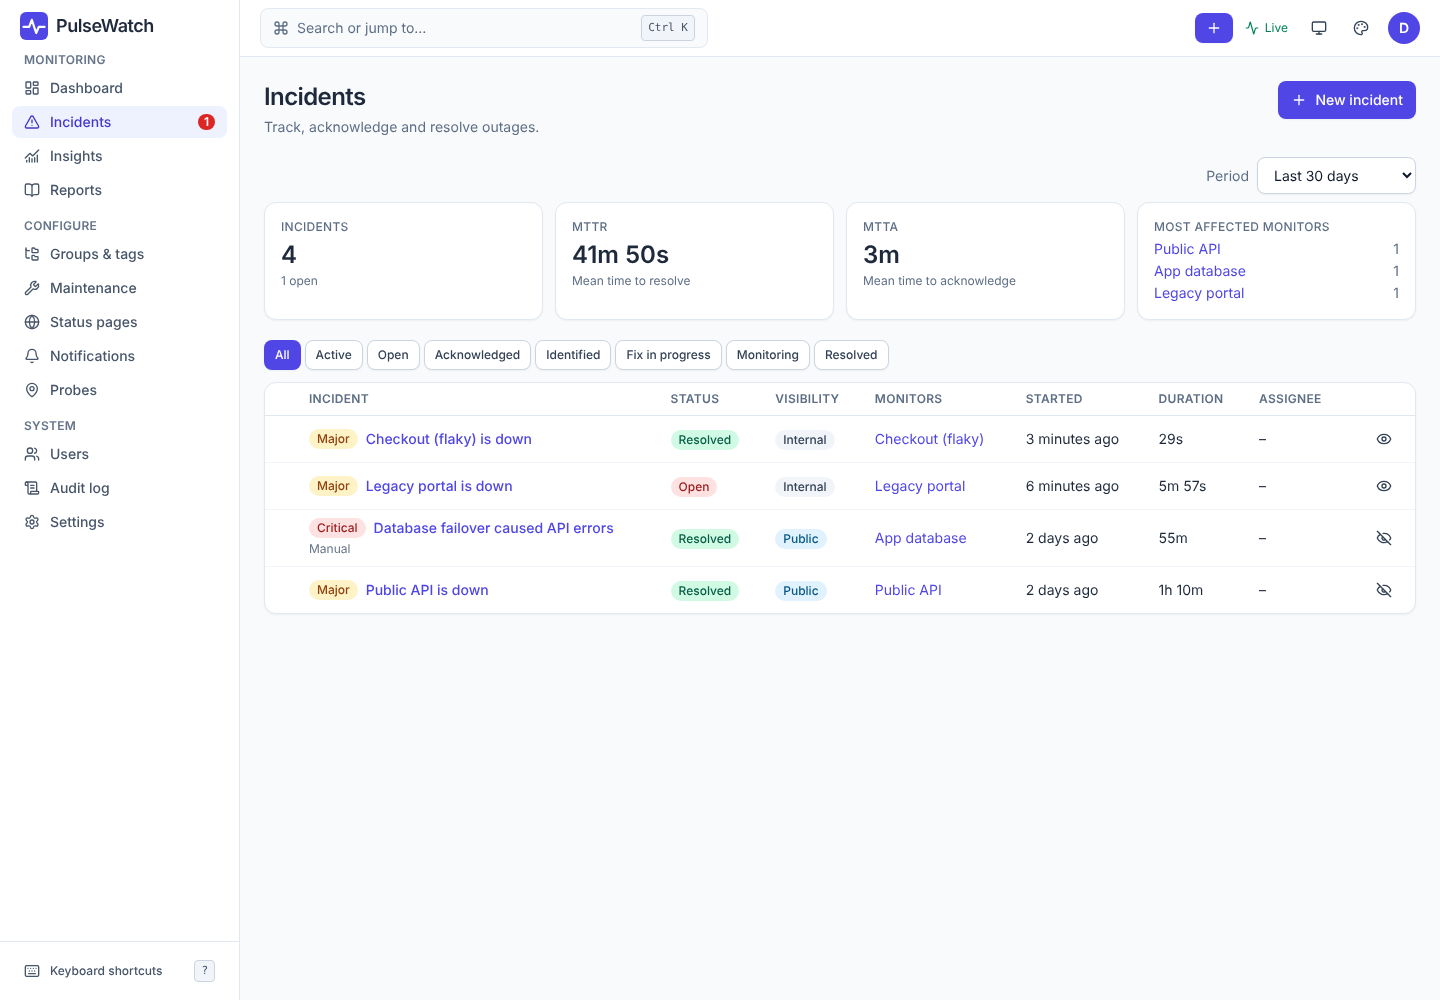 PulseWatch
Search or jump to...
Ctrl K
Live
D
MONITORING
Dashboard
Incidents
1
Insights
Reports
CONFIGURE
Groups & tags
Maintenance
Status pages
Notifications
Probes
SYSTEM
Users
Audit log
Settings
Keyboard shortcuts
?
Incidents
Track, acknowledge and resolve outages.
New incident
Period
Last 30 days
INCIDENTS
4
1 open
MTTR
41m 50s
Mean time to resolve
MTTA
3m
Mean time to acknowledge
MOST AFFECTED MONITORS
Public API 1
App database 1
Legacy portal 1
All Active Open Acknowledged Identified Fix in progress Monitoring Resolved
INCIDENT STATUS VISIBILITY MONITORS STARTED DURATION ASSIGNEE
Major Checkout (flaky) is down Resolved Internal Checkout (flaky) 3 minutes ago 29s –
Major Legacy portal is down Open Internal Legacy portal 6 minutes ago 5m 57s –
Critical Database failover caused API errors Resolved Public App database 2 days ago 55m –
Manual
Major Public API is down Resolved Public Public API 2 days ago 1h 10m –